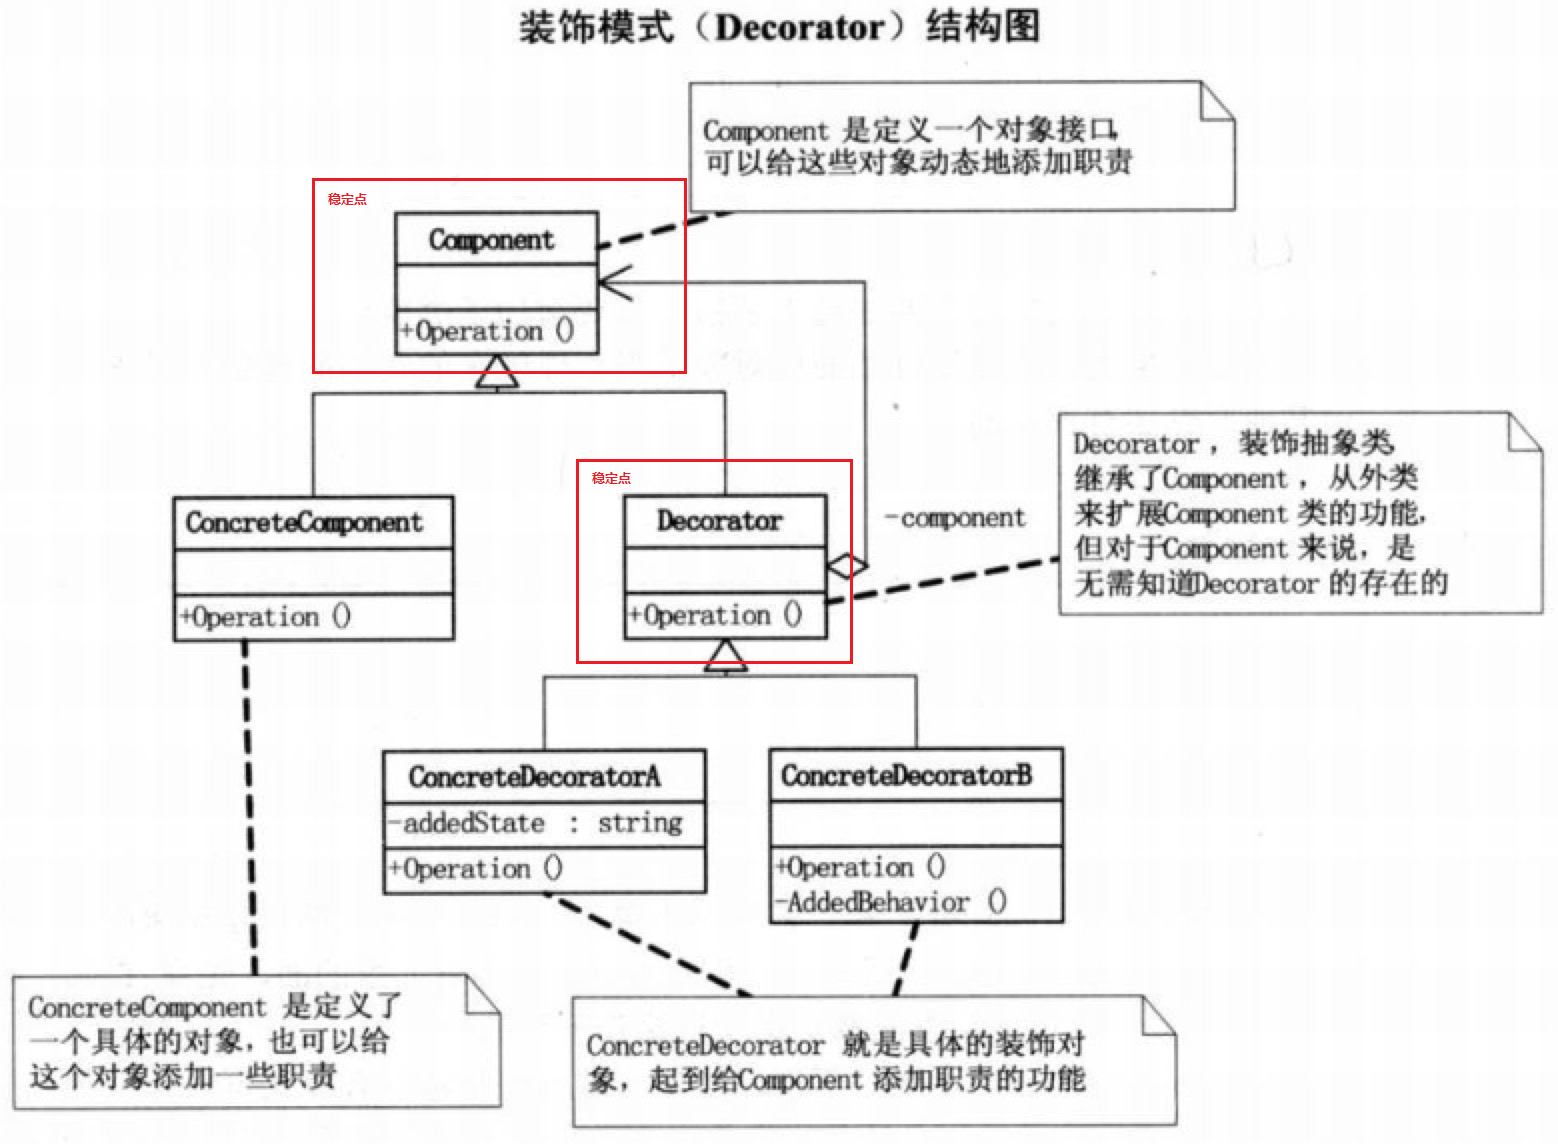 装饰模式（Decorator）结构图
Component 是定义一个对象接口，
可以给这些对象动态地添加职责
稳定点
Component
+Operation ()
稳定点
Decorator，装饰抽象类，
继承了Component，从外类
来扩展Component 类的功能，
但对于Component 来说，是
无需知道Decorator 的存在的
ConcreteComponent
+Operation ()
Decorator
+Operation ()
-component
ConcreteDecoratorA
-addedState : string
+Operation ()
ConcreteDecoratorB
+Operation ()
-AddedBehavior ()
ConcreteComponent 是定义了
一个具体的对象，也可以给
这个对象添加一些职责
ConcreteDecorator 就是具体的装饰对
象，起到给Component 添加职责的功能